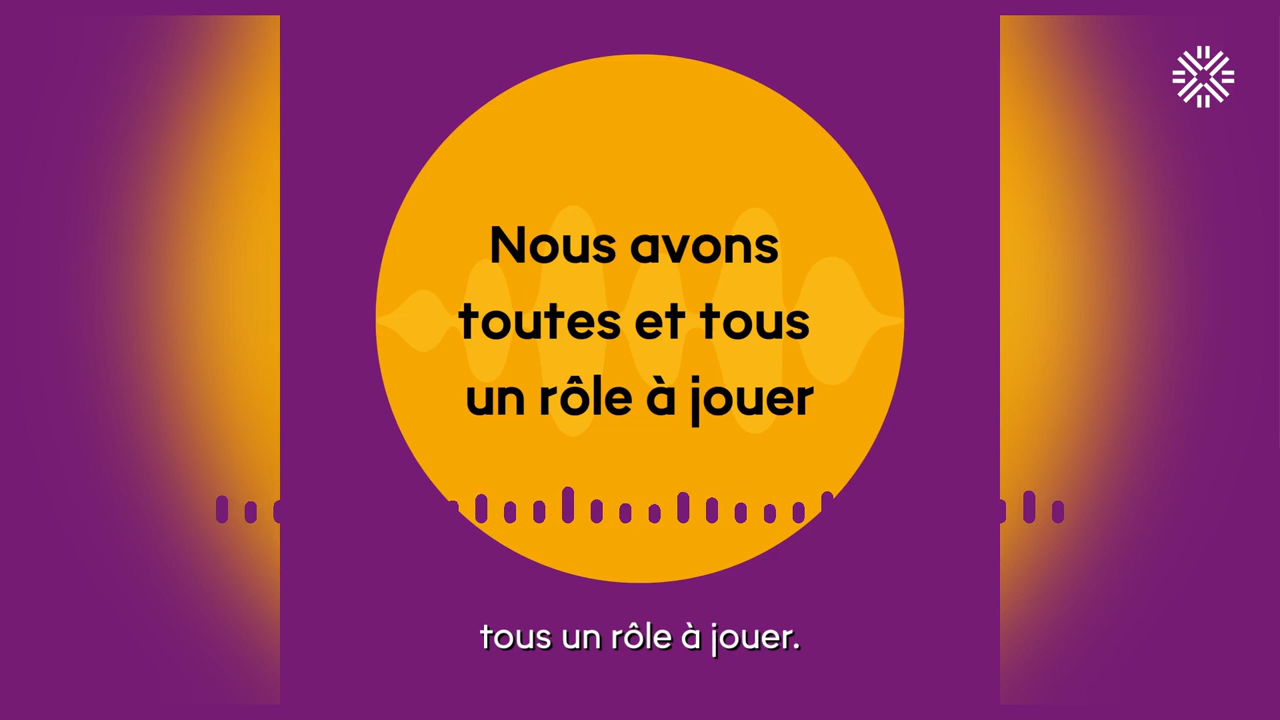 Nous avons
toutes et tous
un rôle à jouer
tous un rôle à jouer.